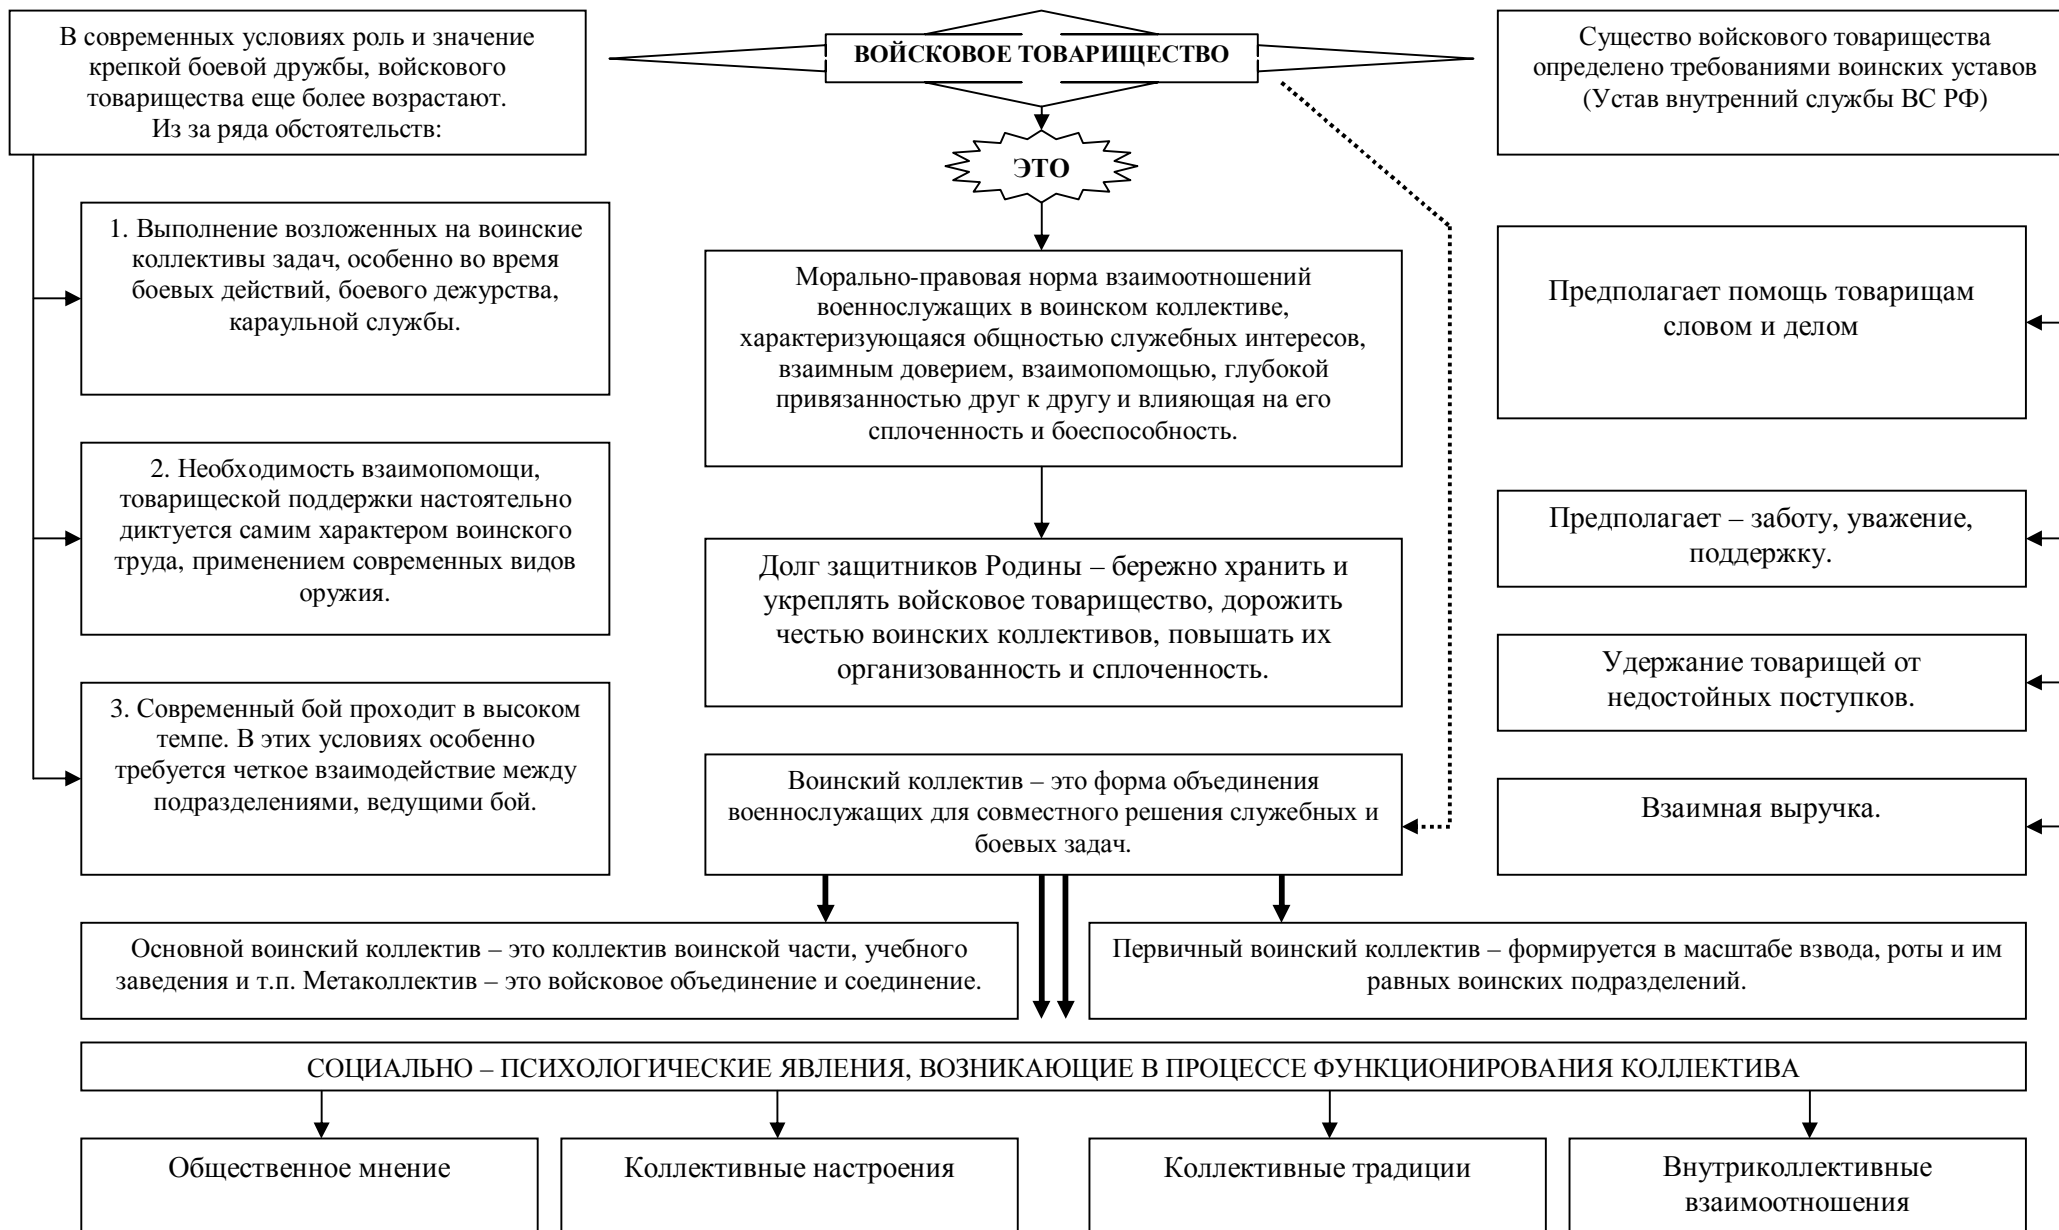 В современных условиях роль и значение
крепкой боевой дружбы, войскового
товарищества еще более возрастают.
Из за ряда обстоятельств:
ВОЙСКОВОЕ ТОВАРИЩЕСТВО
Существо войскового товарищества
определено требованиями воинских уставов
(Устав внутренний службы ВС РФ)
ЭТО
1. Выполнение возложенных на воинские
коллективы задач, особенно во время
боевых действий, боевого дежурства,
караульной службы.
2. Необходимость взаимопомощи,
товарищеской поддержки настоятельно
диктуется самим характером воинского
труда, применением современных видов
оружия.
3. Современный бой проходит в высоком
темпе. В этих условиях особенно
требуется четкое взаимодействие между
подразделениями, ведущими бой.
Морально-правовая норма взаимоотношений
военнослужащих в воинском коллективе,
характеризующаяся общностью служебных интересов,
взаимным доверием, взаимопомощью, глубокой
привязанностью друг к другу и влияющая на его
сплоченность и боеспособность.
Долг защитников Родины – бережно хранить и
укреплять войсковое товарищество, дорожить
честью воинских коллективов, повышать их
организованность и сплоченность.
Воинский коллектив – это форма объединения
военнослужащих для совместного решения служебных и
боевых задач.
Предполагает помощь товарищам
словом и делом
Предполагает – заботу, уважение,
поддержку.
Удержание товарищей от
недостойных поступков.
Взаимная выручка.
Основной воинский коллектив – это коллектив воинской части, учебного
заведения и т.п. Метаколлектив – это войсковое объединение и соединение.
Первичный воинский коллектив – формируется в масштабе взвода, роты и им
равных воинских подразделений.
СОЦИАЛЬНО – ПСИХОЛОГИЧЕСКИЕ ЯВЛЕНИЯ, ВОЗНИКАЮЩИЕ В ПРОЦЕССЕ ФУНКЦИОНИРОВАНИЯ КОЛЛЕКТИВА
Общественное мнение
Коллективные настроения
Коллективные традиции
Внутриколлективные
взаимоотношения